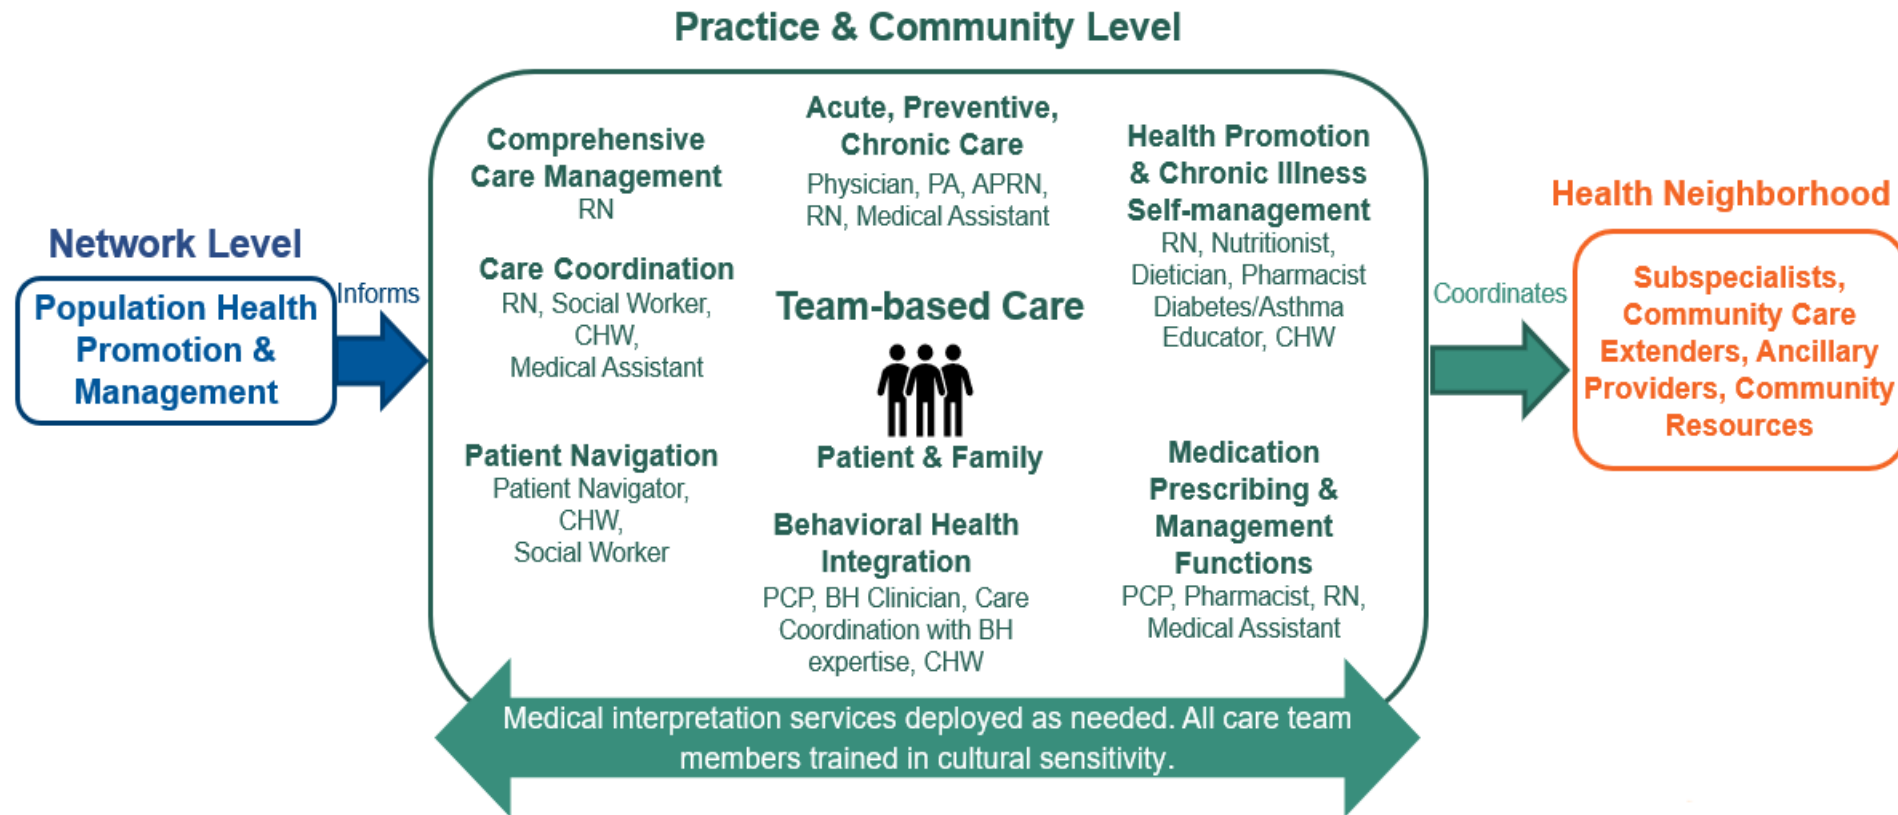 Practice & Community Level
Network Level
Population Health
Promotion &
Management
Informs
Comprehensive
Care Management
RN
Care Coordination
RN, Social Worker,
CHW,
Medical Assistant
Patient Navigation
Patient Navigator,
CHW,
Social Worker
Acute, Preventive,
Chronic Care
Physician, PA, APRN,
RN, Medical Assistant
Team-based Care
Patient & Family
Behavioral Health
Integration
PCP, BH Clinician, Care
Coordination with BH
expertise, CHW
Health Promotion
& Chronic Illness
Self-management
RN, Nutritionist,
Dietician, Pharmacist
Diabetes/Asthma
Educator, CHW
Medication
Prescribing &
Management
Functions
PCP, Pharmacist, RN,
Medical Assistant
Medical interpretation services deployed as needed. All care team
members trained in cultural sensitivity.
Coordinates
Health Neighborhood
Subspecialists,
Community Care
Extenders, Ancillary
Providers, Community
Resources